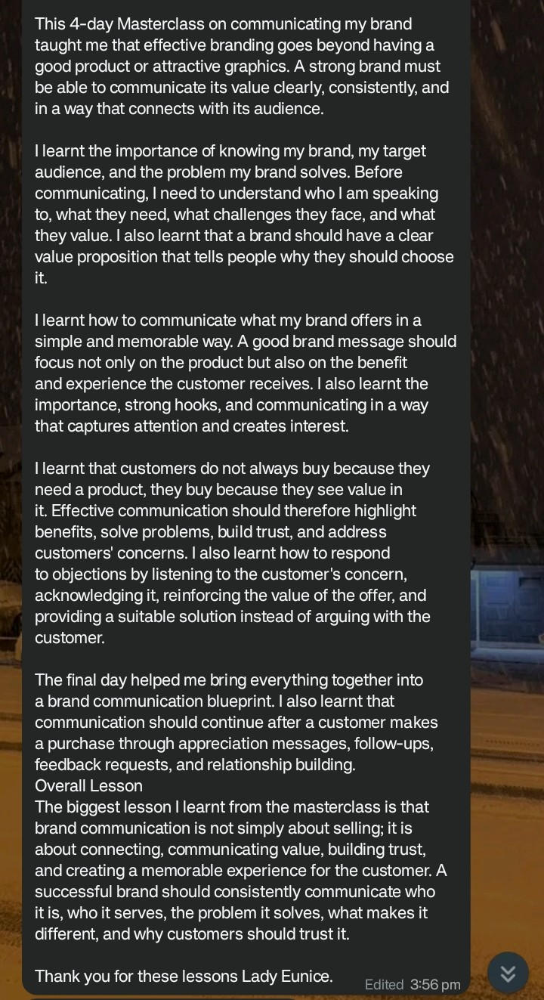 This 4-day Masterclass on communicating my brand
taught me that effective branding goes beyond having a
good product or attractive graphics. A strong brand must
be able to communicate its value clearly, consistently, and
in a way that connects with its audience.
I learnt the importance of knowing my brand, my target
audience, and the problem my brand solves. Before
communicating, I need to understand who I am speaking
to, what they need, what challenges they face, and what
they value. I also learnt that a brand should have a clear
value proposition that tells people why they should choose
it.
I learnt how to communicate what my brand offers in a
simple and memorable way. A good brand message should
focus not only on the product but also on the benefit
and experience the customer receives. I also learnt the
importance, strong hooks, and communicating in a way
that captures attention and creates interest.
I learnt that customers do not always buy because they
need a product, they buy because they see value in
it. Effective communication should therefore highlight
benefits, solve problems, build trust, and address
customers' concerns. I also learnt how to respond
to objections by listening to the customer's concern,
acknowledging it, reinforcing the value of the offer, and
providing a suitable solution instead of arguing with the
customer.
The final day helped me bring everything together into
a brand communication blueprint. I also learnt that
communication should continue after a customer makes
a purchase through appreciation messages, follow-ups,
feedback requests, and relationship building.
Overall Lesson
The biggest lesson I learnt from the masterclass is that
brand communication is not simply about selling; it is
about connecting, communicating value, building trust,
and creating a memorable experience for the customer. A
successful brand should consistently communicate who
it is, who it serves, the problem it solves, what makes it
different, and why customers should trust it.
Thank you for these lessons Lady Eunice.
Edited 3:56 pm